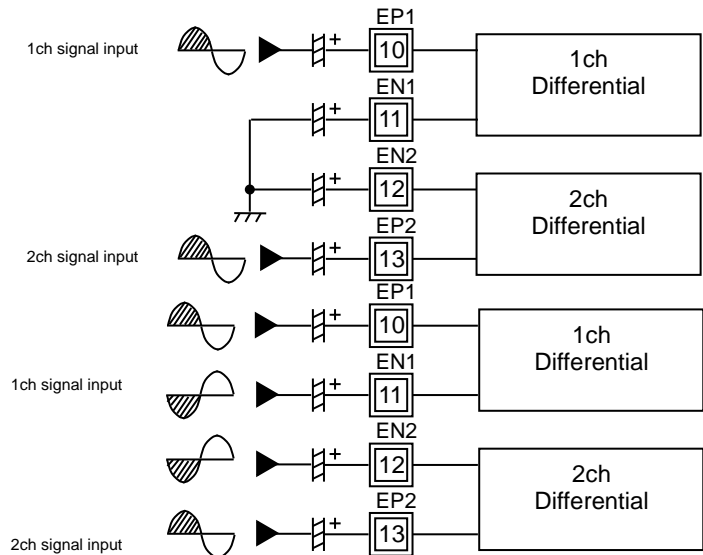 EP1
1ch signal input
+
10
1ch
Differential
EN1
+
11
EN2
+
12
2ch
Differential
EP2
2ch signal input
+
13
EP1
+
10
1ch
Differential
EN1
1ch signal input
+
11
EN2
+
12
2ch
Differential
EP2
+
13
2ch signal input